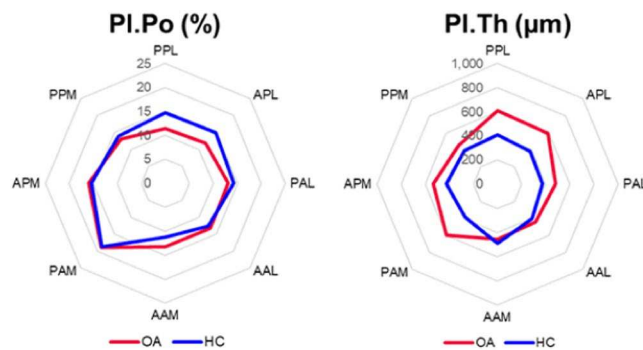 Pl.Po (%)
PPL
25
20
15
10
5
0
APL
PAL
AAL
AAM
PAM
APM
PPM
OA
HC
Pl.Th (µm)
PPL
1,000
800
600
400
200
0
APL
PAL
AAL
AAM
PAM
APM
PPM
OA
HC